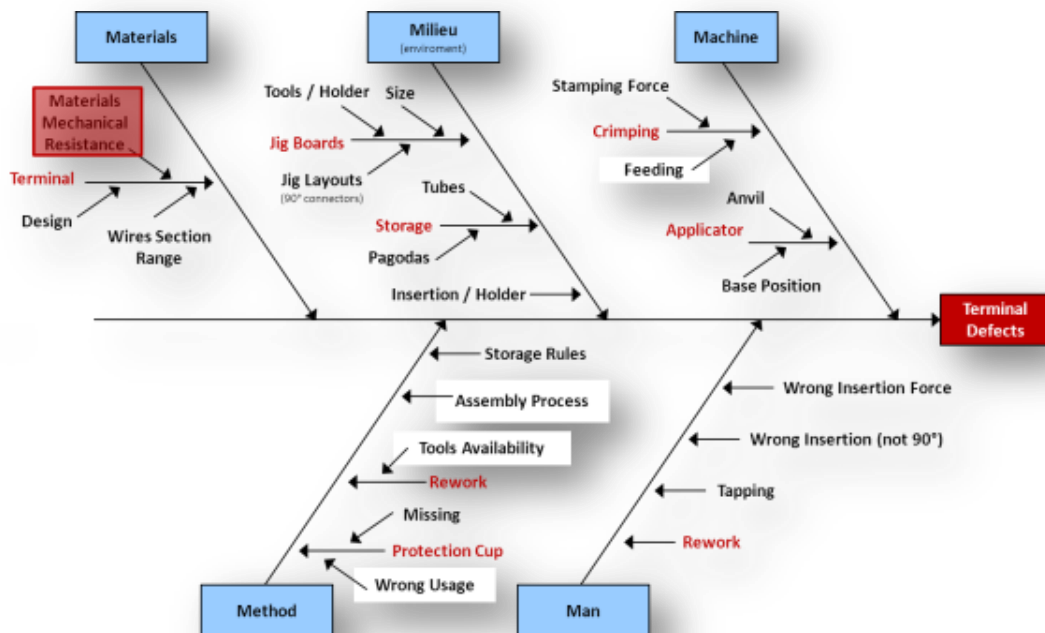 Materials
Milieu
(enviroment)
Machine
Materials
Mechanical
Resistance
Terminal
Design
Wires Section
Range
Tools / Holder
Size
Jig Boards
Jig Layouts
(90° connectors)
Tubes
Storage
Pagodas
Insertion / Holder
Stamping Force
Crimping
Feeding
Anvil
Applicator
Base Position
Terminal
Defects
Storage Rules
Assembly Process
Tools Availability
Rework
Missing
Protection Cup
Wrong Usage
Method
Wrong Insertion Force
Wrong Insertion (not 90°)
Tapping
Rework
Man